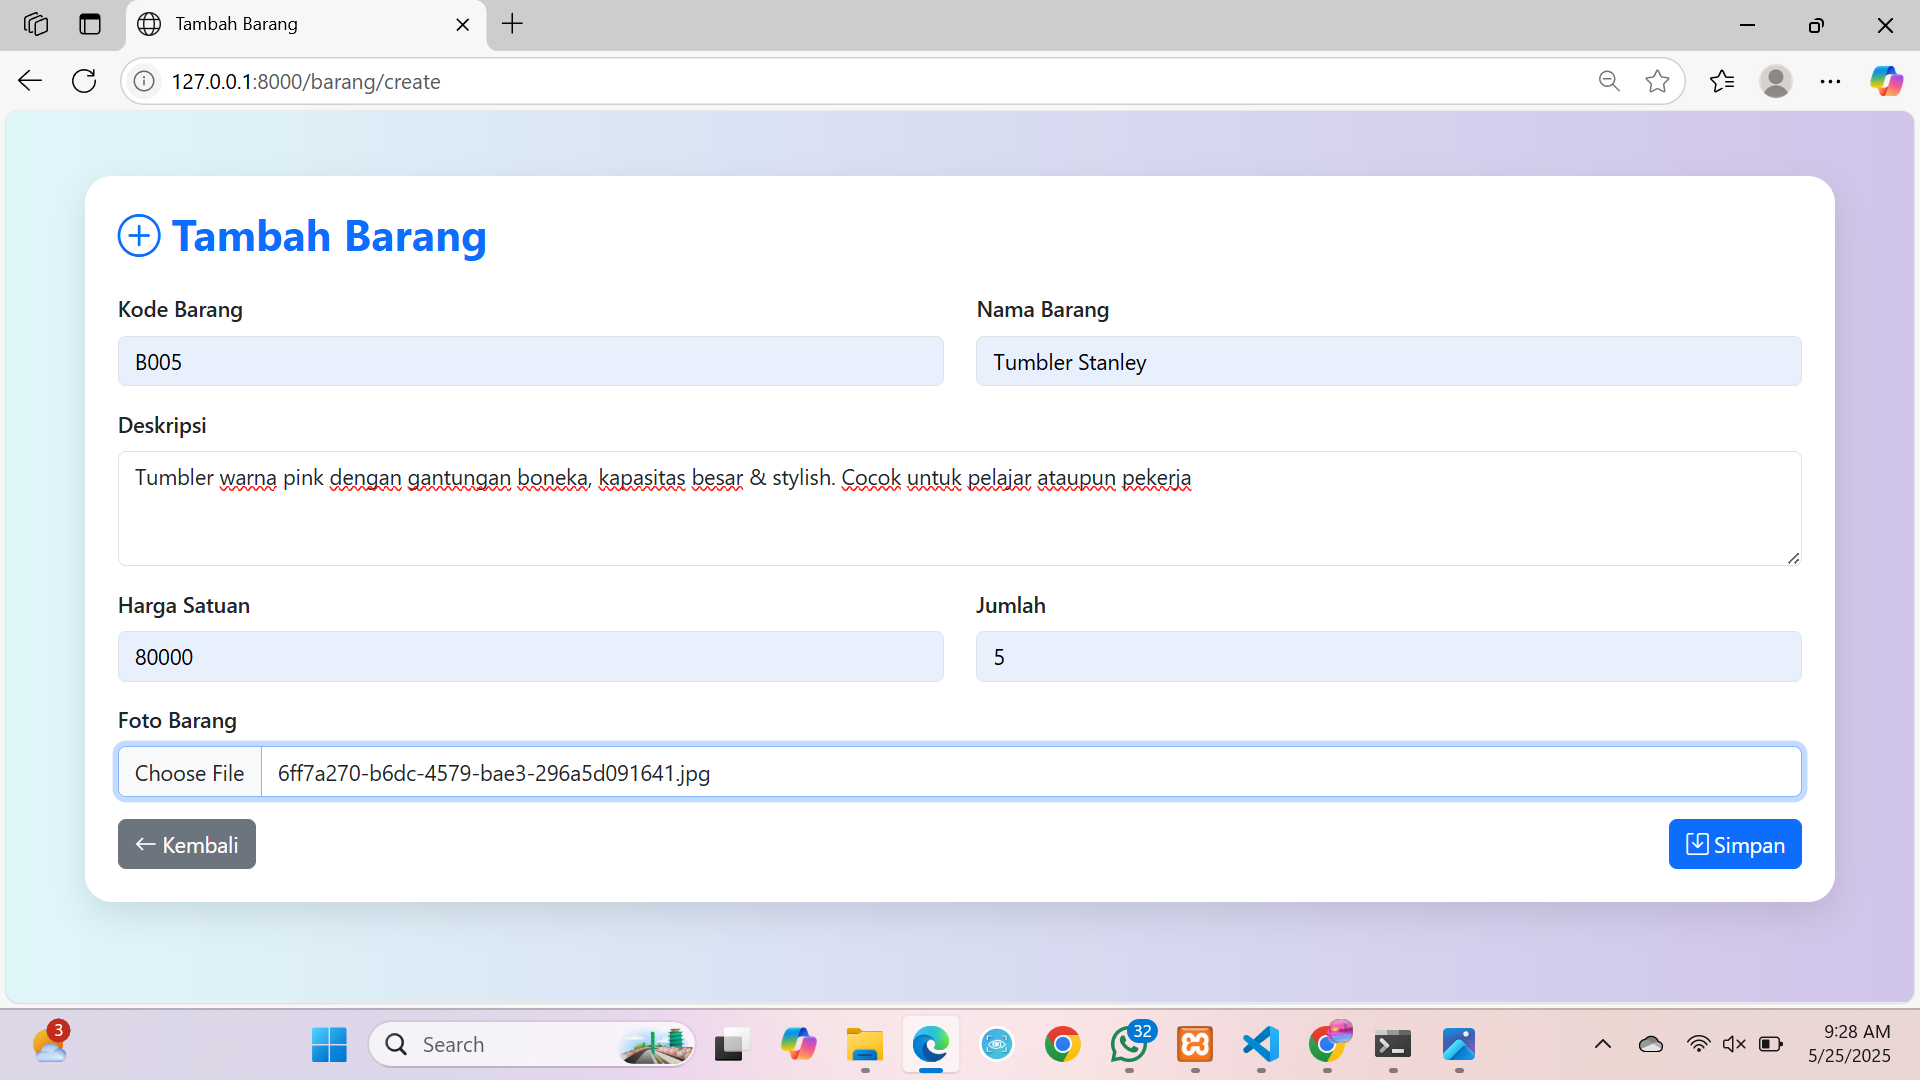 Tambah Barang
127.0.0.1:8000/barang/create
Tambah Barang
Kode Barang
Nama Barang
B005
Tumbler Stanley
Deskripsi
Tumbler warna pink dengan gantungan boneka, kapasitas besar & stylish. Cocok untuk pelajar ataupun pekerja
Harga Satuan
Jumlah
80000
5
Foto Barang
Choose File
6ff7a270-b6dc-4579-bae3-296a5d091641.jpg
Kembali
Simpan
3
Search
32
9:28 AM
5/25/2025